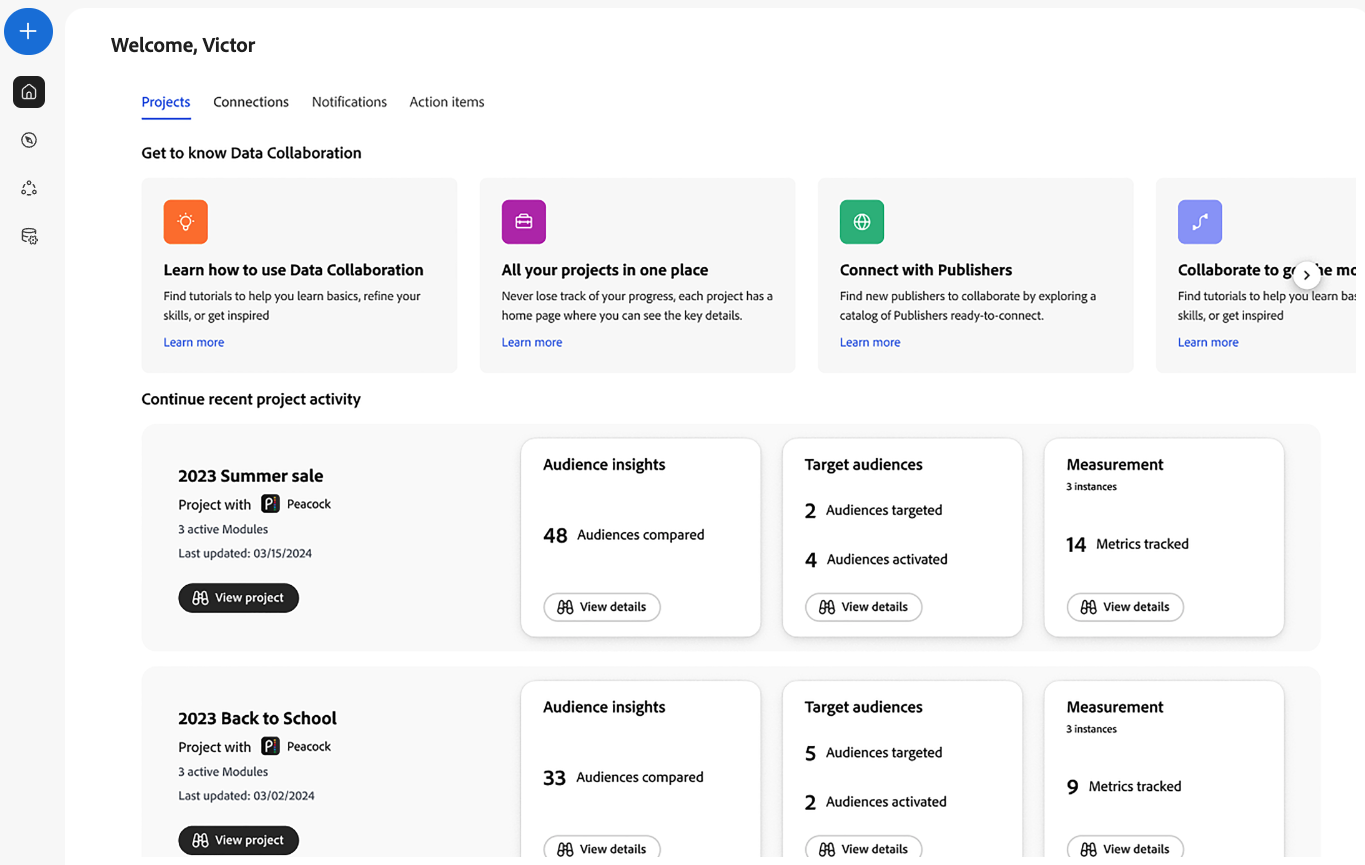 Welcome, Victor
Projects Connections Notifications Action items
Get to know Data Collaboration
Learn how to use Data Collaboration
Find tutorials to help you learn basics, refine your
skills, or get inspired
Learn more
All your projects in one place
Never lose track of your progress, each project has a
home page where you can see the key details.
Learn more
Connect with Publishers
Find new publishers to collaborate by exploring a
catalog of Publishers ready-to-connect.
Learn more
Collaborate to
Find tutorials to help you learn
skills, or get inspired
Learn more
Continue recent project activity
2023 Summer sale
Project with P Peacock
3 active Modules
Last updated: 03/15/2024
View project
Audience insights
48 Audiences compared
View details
Target audiences
2 Audiences targeted
4 Audiences activated
View details
Measurement
3 instances
14 Metrics tracked
View details
2023 Back to School
Project with P Peacock
3 active Modules
Last updated: 03/02/2024
View project
Audience insights
33 Audiences compared
View details
Target audiences
5 Audiences targeted
2 Audiences activated
View details
Measurement
3 instances
9 Metrics tracked
View details